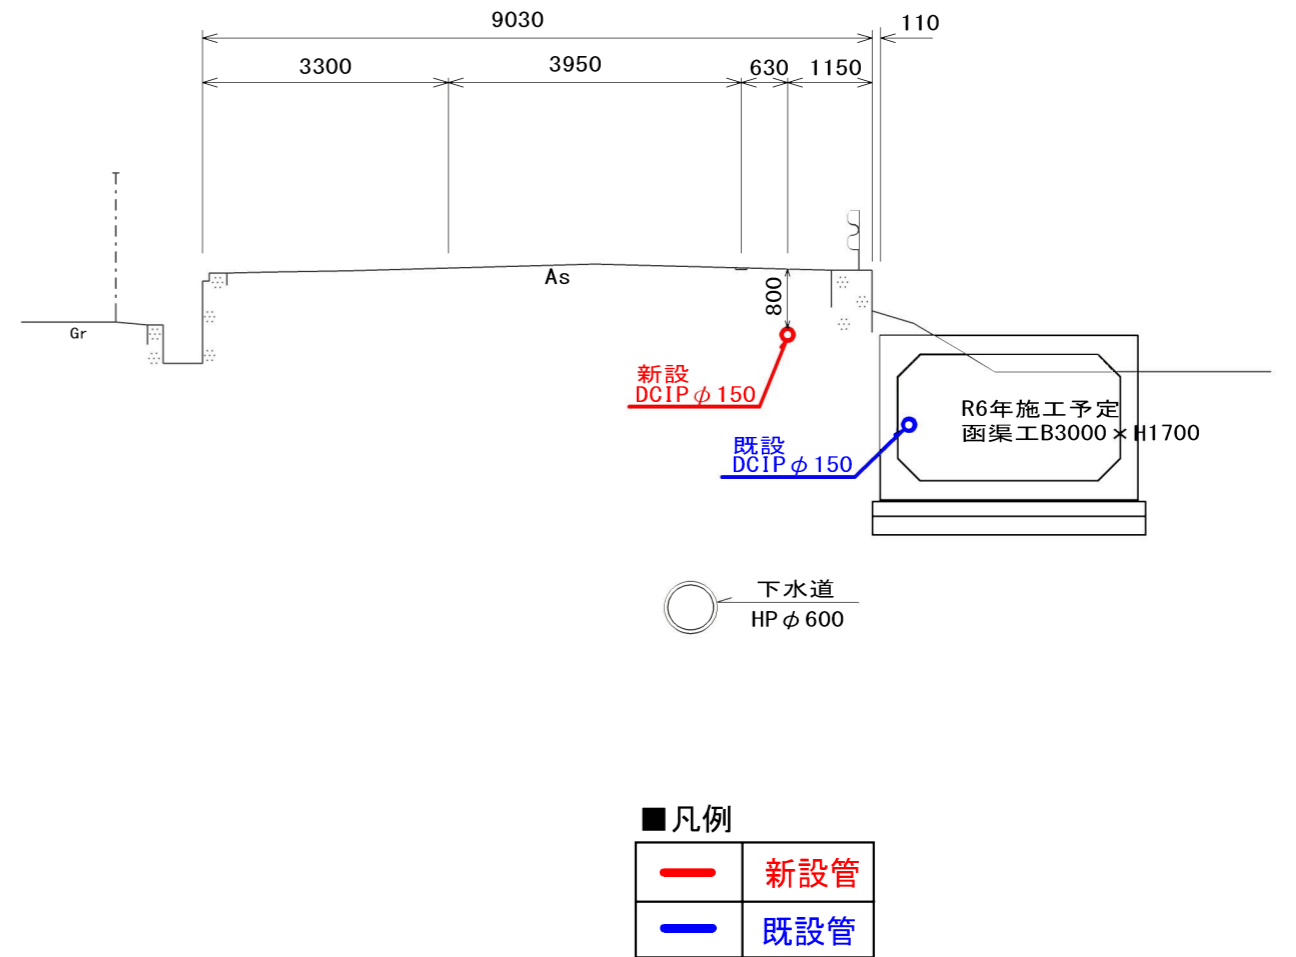 9030
110
3300
3950
630
1150
As
800
Gr
新設
DCIPφ150
R6年施工予定
函渠工B3000×H1700
既設
DCIPφ150
下水道
HPφ600
■凡例
新設管
既設管